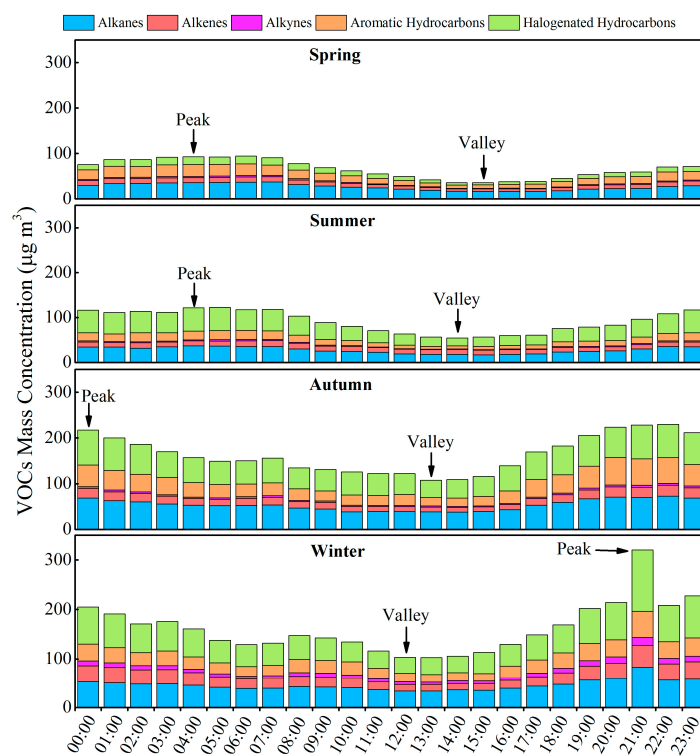 Alkanes Alkenes Alkynes Aromatic Hydrocarbons Halogenated Hydrocarbons
VOCs Mass Concentration (μg m³)
Spring
300
200
100
0
Peak
Valley
Summer
300
200
100
0
Peak
Valley
Autumn
300
200
100
0
Peak
Valley
Winter
300
200
100
0
Valley
Peak
00:00 01:00 02:00 03:00 04:00 05:00 06:00 07:00 08:00 09:00 10:00 11:00 12:00 13:00 14:00 15:00 16:00 17:00 18:00 19:00 20:00 21:00 22:00 23:00